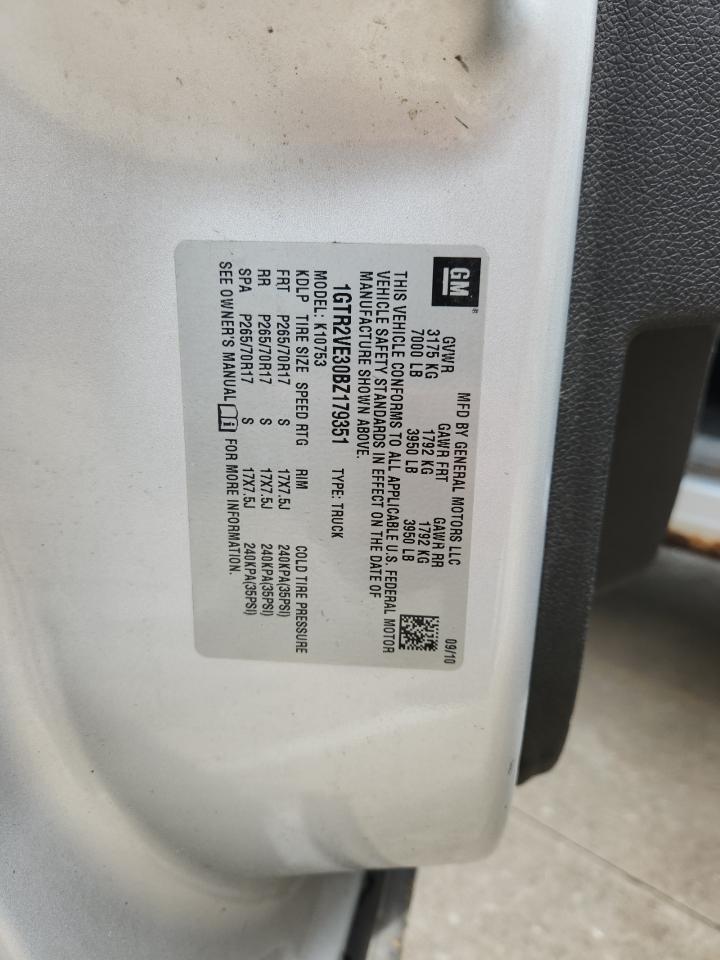 GM ®
MFD BY GENERAL MOTORS LLC 09/10
GVWR GAWR FRT GAWR RR
3175 KG 1792 KG 1792 KG
7000 LB 3950 LB 3950 LB
THIS VEHICLE CONFORMS TO ALL APPLICABLE U.S. FEDERAL MOTOR
VEHICLE SAFETY STANDARDS IN EFFECT ON THE DATE OF
MANUFACTURE SHOWN ABOVE.
1GTR2VE30BZ179351 TYPE: TRUCK
MODEL: K10753
KDLP TIRE SIZE SPEED RTG RIM COLD TIRE PRESSURE
FRT P265/70R17 S 17X7.5J 240KPA(35PSI)
RR P265/70R17 S 17X7.5J 240KPA(35PSI)
SPA P265/70R17 S 17X7.5J 240KPA(35PSI)
SEE OWNER'S MANUAL i FOR MORE INFORMATION.